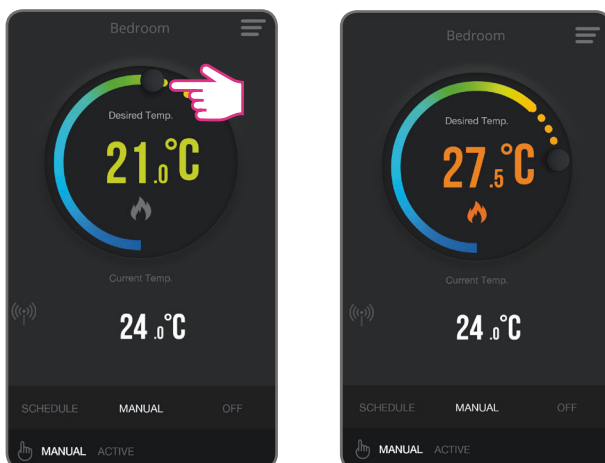 Bedroom
Desired Temp.
21.0°C
Current Temp.
24.0°C
SCHEDULE MANUAL OFF
MANUAL ACTIVE
Bedroom
Desired Temp.
27.5°C
Current Temp.
24.0°C
SCHEDULE MANUAL OFF
MANUAL ACTIVE